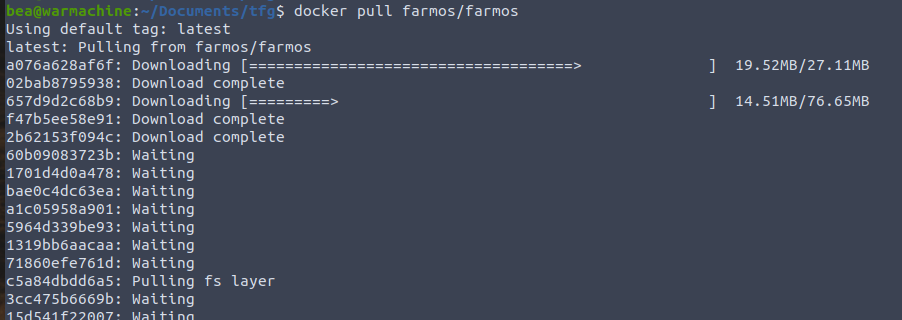 bea@warmachine:~/Documents/tfg$ docker pull farmos/farmos
Using default tag: latest
latest: Pulling from farmos/farmos
a076a628af6f: Downloading [====================================>              ]  19.52MB/27.11MB
02bab8795938: Download complete
657d9d2c68b9: Downloading [=========>                                         ]  14.51MB/76.65MB
f47b5ee58e91: Download complete
2b62153f094c: Download complete
60b09083723b: Waiting
1701d4d0a478: Waiting
bae0c4dc63ea: Waiting
a1c05958a901: Waiting
5964d339be93: Waiting
1319bb6aacaa: Waiting
71860efe761d: Waiting
c5a84dbdd6a5: Pulling fs layer
3cc475b6669b: Waiting
15d541f22007: Waiting